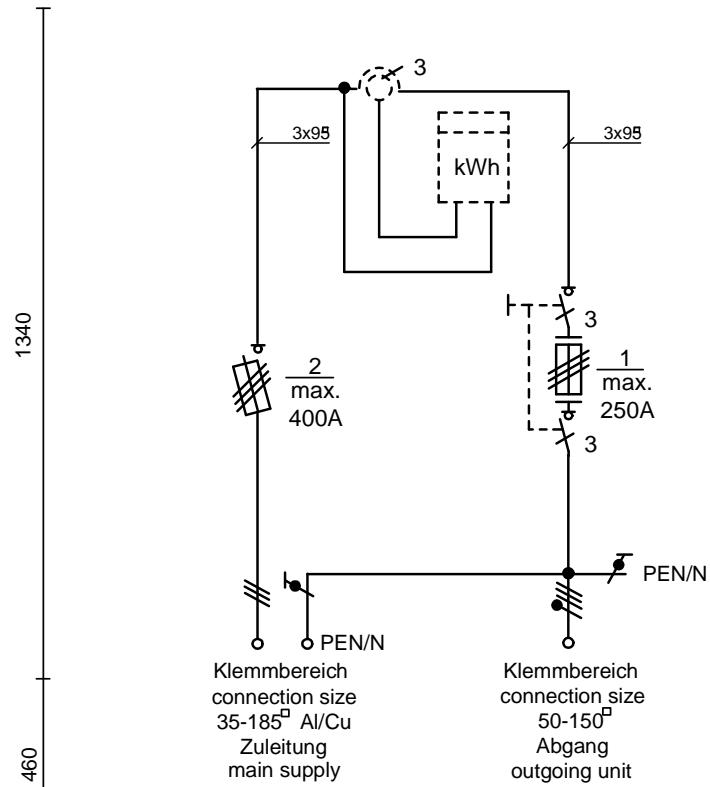 3
3x95□
3x95□
kWh
1340
3
2
max.
400A
1
max.
250A
3
PEN/N
PEN/N
Klemmbereich
connection size
35-185□ Al/Cu
Zuleitung
main supply
Klemmbereich
connection size
50-150□
Abgang
outgoing unit
460